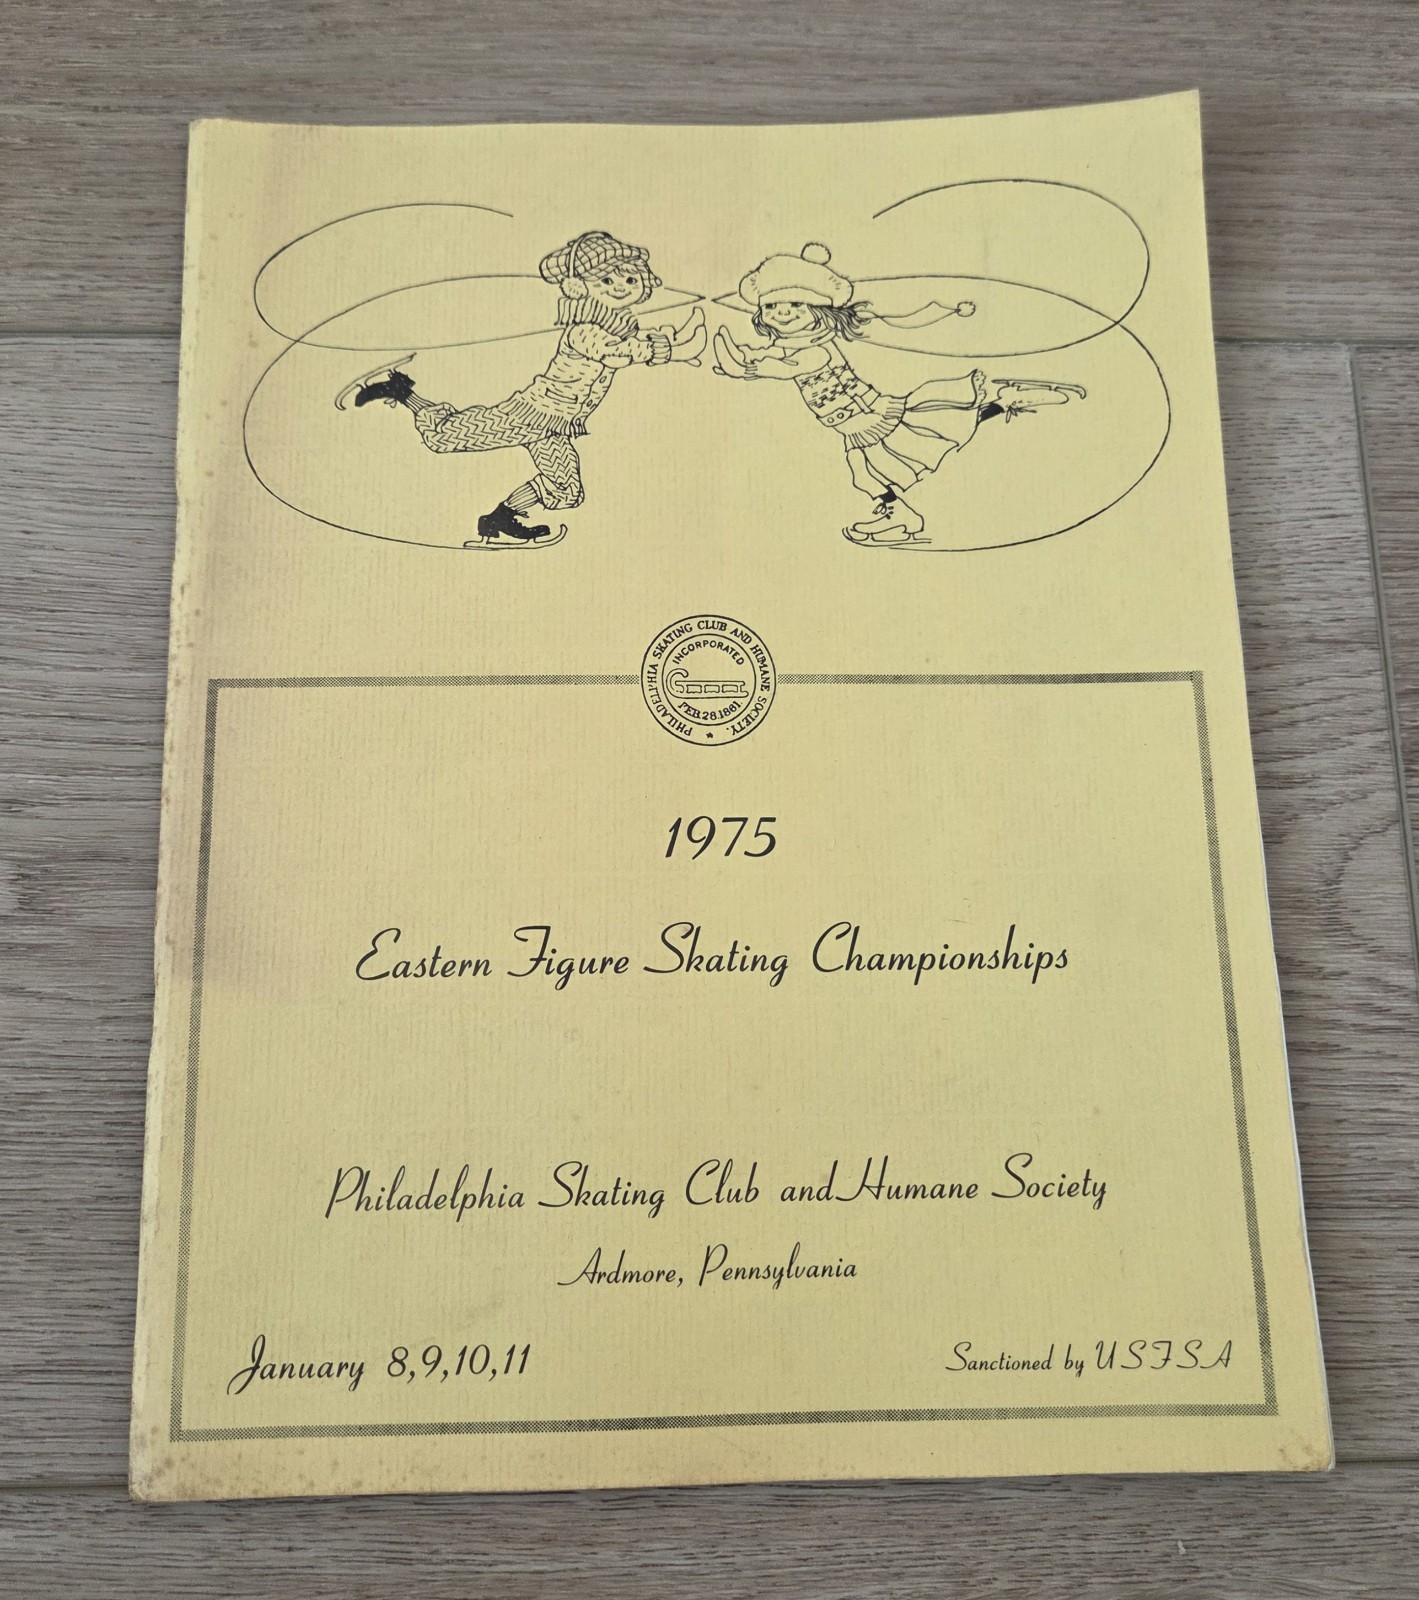 PHILADELPHIA SKATING CLUB AND HUMANE SOCIETY.
INCORPORATED
FEB. 28. 1861.
1975
Eastern Figure Skating Championships
Philadelphia Skating Club and Humane Society
Ardmore, Pennsylvania
January 8,9,10,11
Sanctioned by USFSA